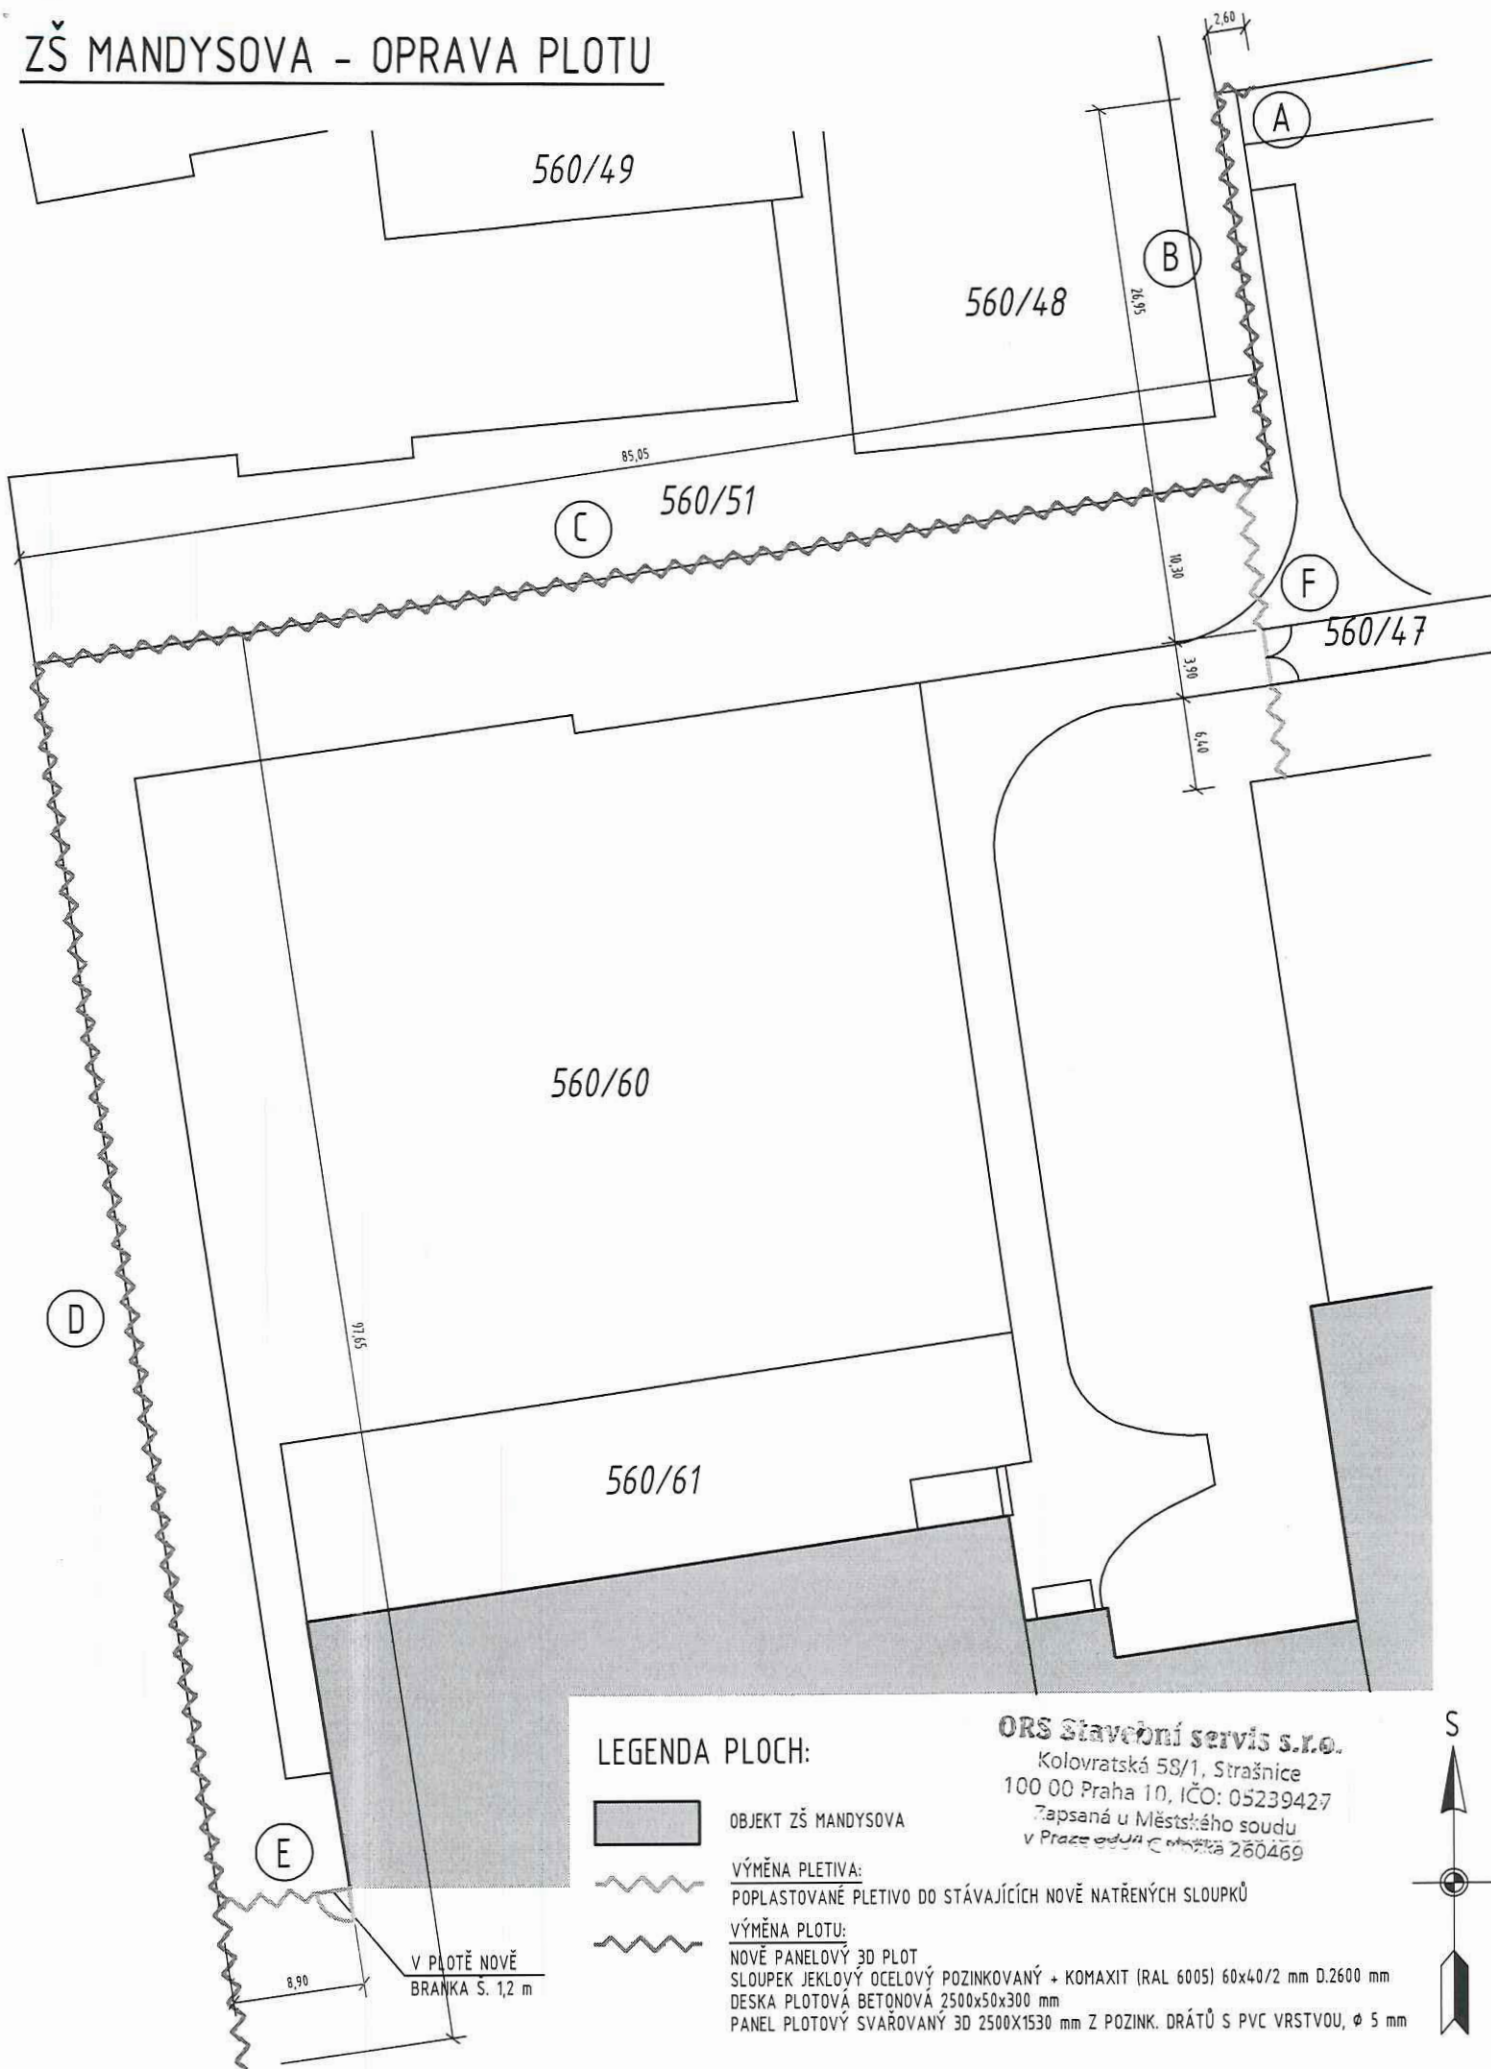 ZŠ MANDYSOVA - OPRAVA PLOTU
2,60
A
560/49
B
560/48
26,95
85,05
560/51
C
10,30
F
560/47
3,90
6,40
560/60
D
97,65
560/61
E
V PLOTĚ NOVĚ
BRANKA Š. 1,2 m
8,90
LEGENDA PLOCH:
OBJEKT ZŠ MANDYSOVA
VÝMĚNA PLETIVA:
POPLASTOVANÉ PLETIVO DO STÁVAJÍCÍCH NOVĚ NATŘENÝCH SLOUPKŮ
VÝMĚNA PLOTU:
NOVĚ PANELOVÝ 3D PLOT
SLOUPEK JEKLOVÝ OCELOVÝ POZINKOVANÝ + KOMAXIT (RAL 6005) 60x40/2 mm D.2600 mm
DESKA PLOTOVÁ BETONOVÁ 2500x50x300 mm
PANEL PLOTOVÝ SVAŘOVANÝ 3D 2500X1530 mm Z POZINK. DRÁTŮ S PVC VRSTVOU, Ø 5 mm
ORS Stavební servis s.r.o.
Kolovratská 58/1, Strašnice
100 00 Praha 10, IČO: 05239427
Zapsaná u Městského soudu
v Praze 260469
S